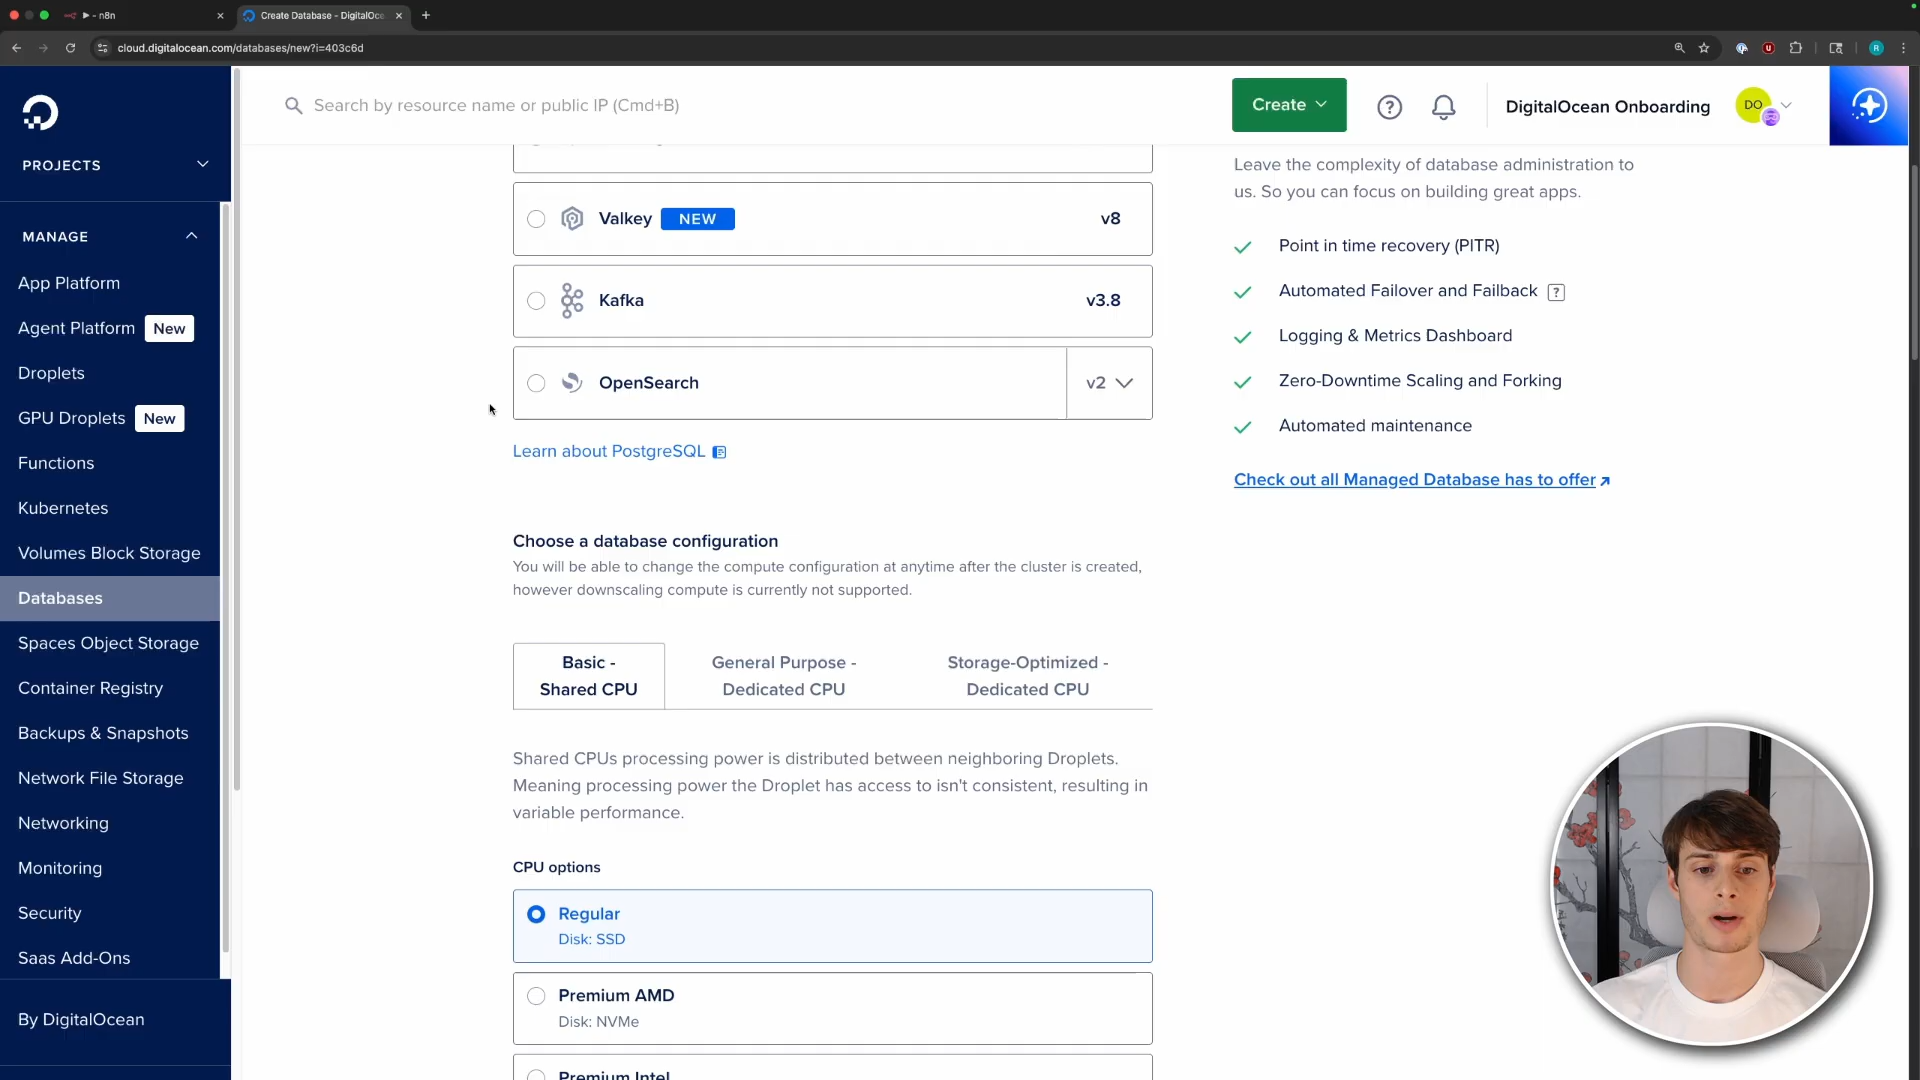 n8n
Create Database - DigitalOce
cloud.digitalocean.com/databases/new?i=403c6d
Search by resource name or public IP (Cmd+B)
Create
DigitalOcean Onboarding
DO
PROJECTS
MANAGE
App Platform
Agent Platform New
Droplets
GPU Droplets New
Functions
Kubernetes
Volumes Block Storage
Databases
Spaces Object Storage
Container Registry
Backups & Snapshots
Network File Storage
Networking
Monitoring
Security
Saas Add-Ons
By DigitalOcean
Valkey NEW v8
Kafka v3.8
OpenSearch v2
Learn about PostgreSQL
Choose a database configuration
You will be able to change the compute configuration at anytime after the cluster is created,
however downscaling compute is currently not supported.
Basic -
Shared CPU
General Purpose -
Dedicated CPU
Storage-Optimized -
Dedicated CPU
Shared CPUs processing power is distributed between neighboring Droplets.
Meaning processing power the Droplet has access to isn't consistent, resulting in
variable performance.
CPU options
Regular
Disk: SSD
Premium AMD
Disk: NVMe
Premium Intel
Leave the complexity of database administration to
us. So you can focus on building great apps.
Point in time recovery (PITR)
Automated Failover and Failback ?
Logging & Metrics Dashboard
Zero-Downtime Scaling and Forking
Automated maintenance
Check out all Managed Database has to offer